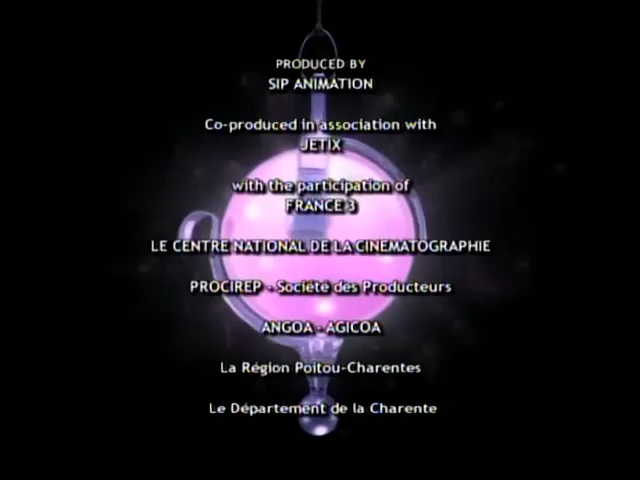 PRODUCED BY
SIP ANIMATION
Co-produced in association with
JETIX
with the participation of
FRANCE 3
LE CENTRE NATIONAL DE LA CINEMATOGRAPHIE
PROCIREP - Société des Producteurs
ANGOA - AGICOA
La Région Poitou-Charentes
Le Département de la Charente